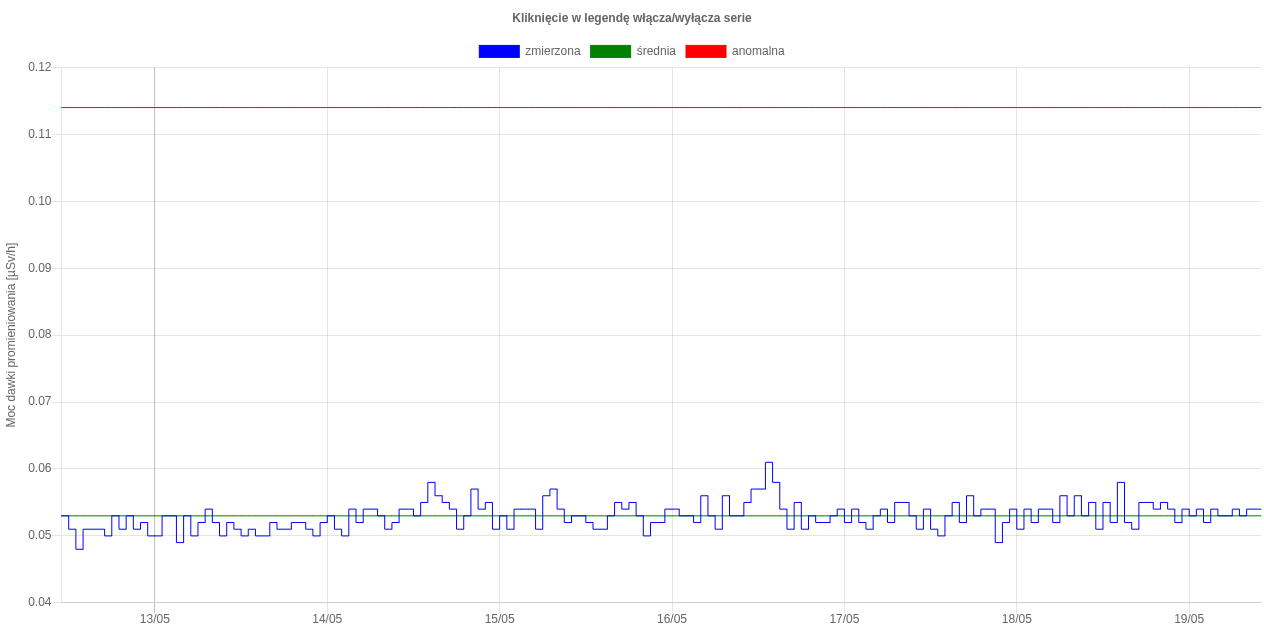 Kliknięcie w legendę włącza/wyłącza serie
zmierzona średnia anomalna
0.12
0.11
0.10
0.09
0.08
0.07
0.06
0.05
0.04
Moc dawki promieniowania [µSv/h]
13/05 14/05 15/05 16/05 17/05 18/05 19/05